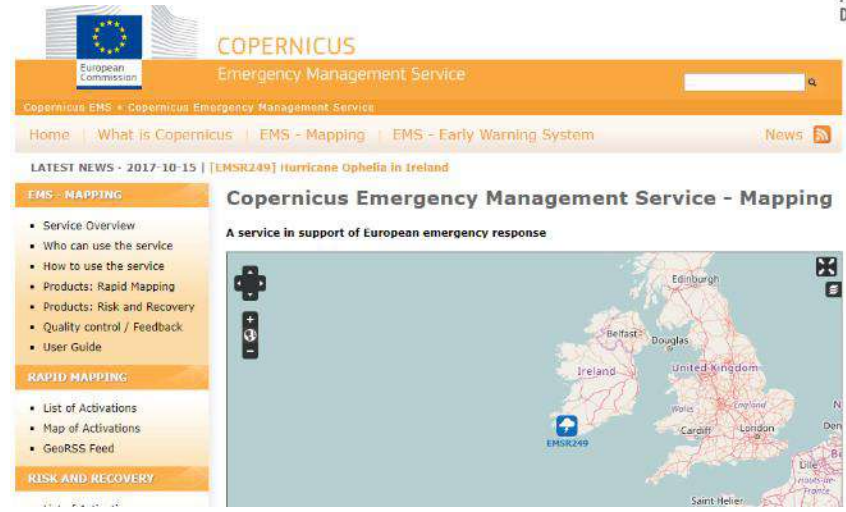 D
European
Commission
COPERNICUS
Emergency Management Service
Copernicus EMS » Copernicus Emergency Management Service
Home | What is Copernicus | EMS - Mapping | EMS - Early Warning System
News
LATEST NEWS - 2017-10-15 | [EMSR249] Hurricane Ophelia in Ireland
EMS - MAPPING
Service Overview
Who can use the service
How to use the service
Products: Rapid Mapping
Products: Risk and Recovery
Quality control / Feedback
User Guide
RAPID MAPPING
List of Activations
Map of Activations
GeoRSS Feed
RISK AND RECOVERY
Copernicus Emergency Management Service - Mapping
A service in support of European emergency response
Edinburgh
Belfast
Douglas
Ireland
United Kingdom
Wales
England
N
Cardiff
London
Den
EMSR249
Be
Lille
Hauts-de-
France
Saint Helier